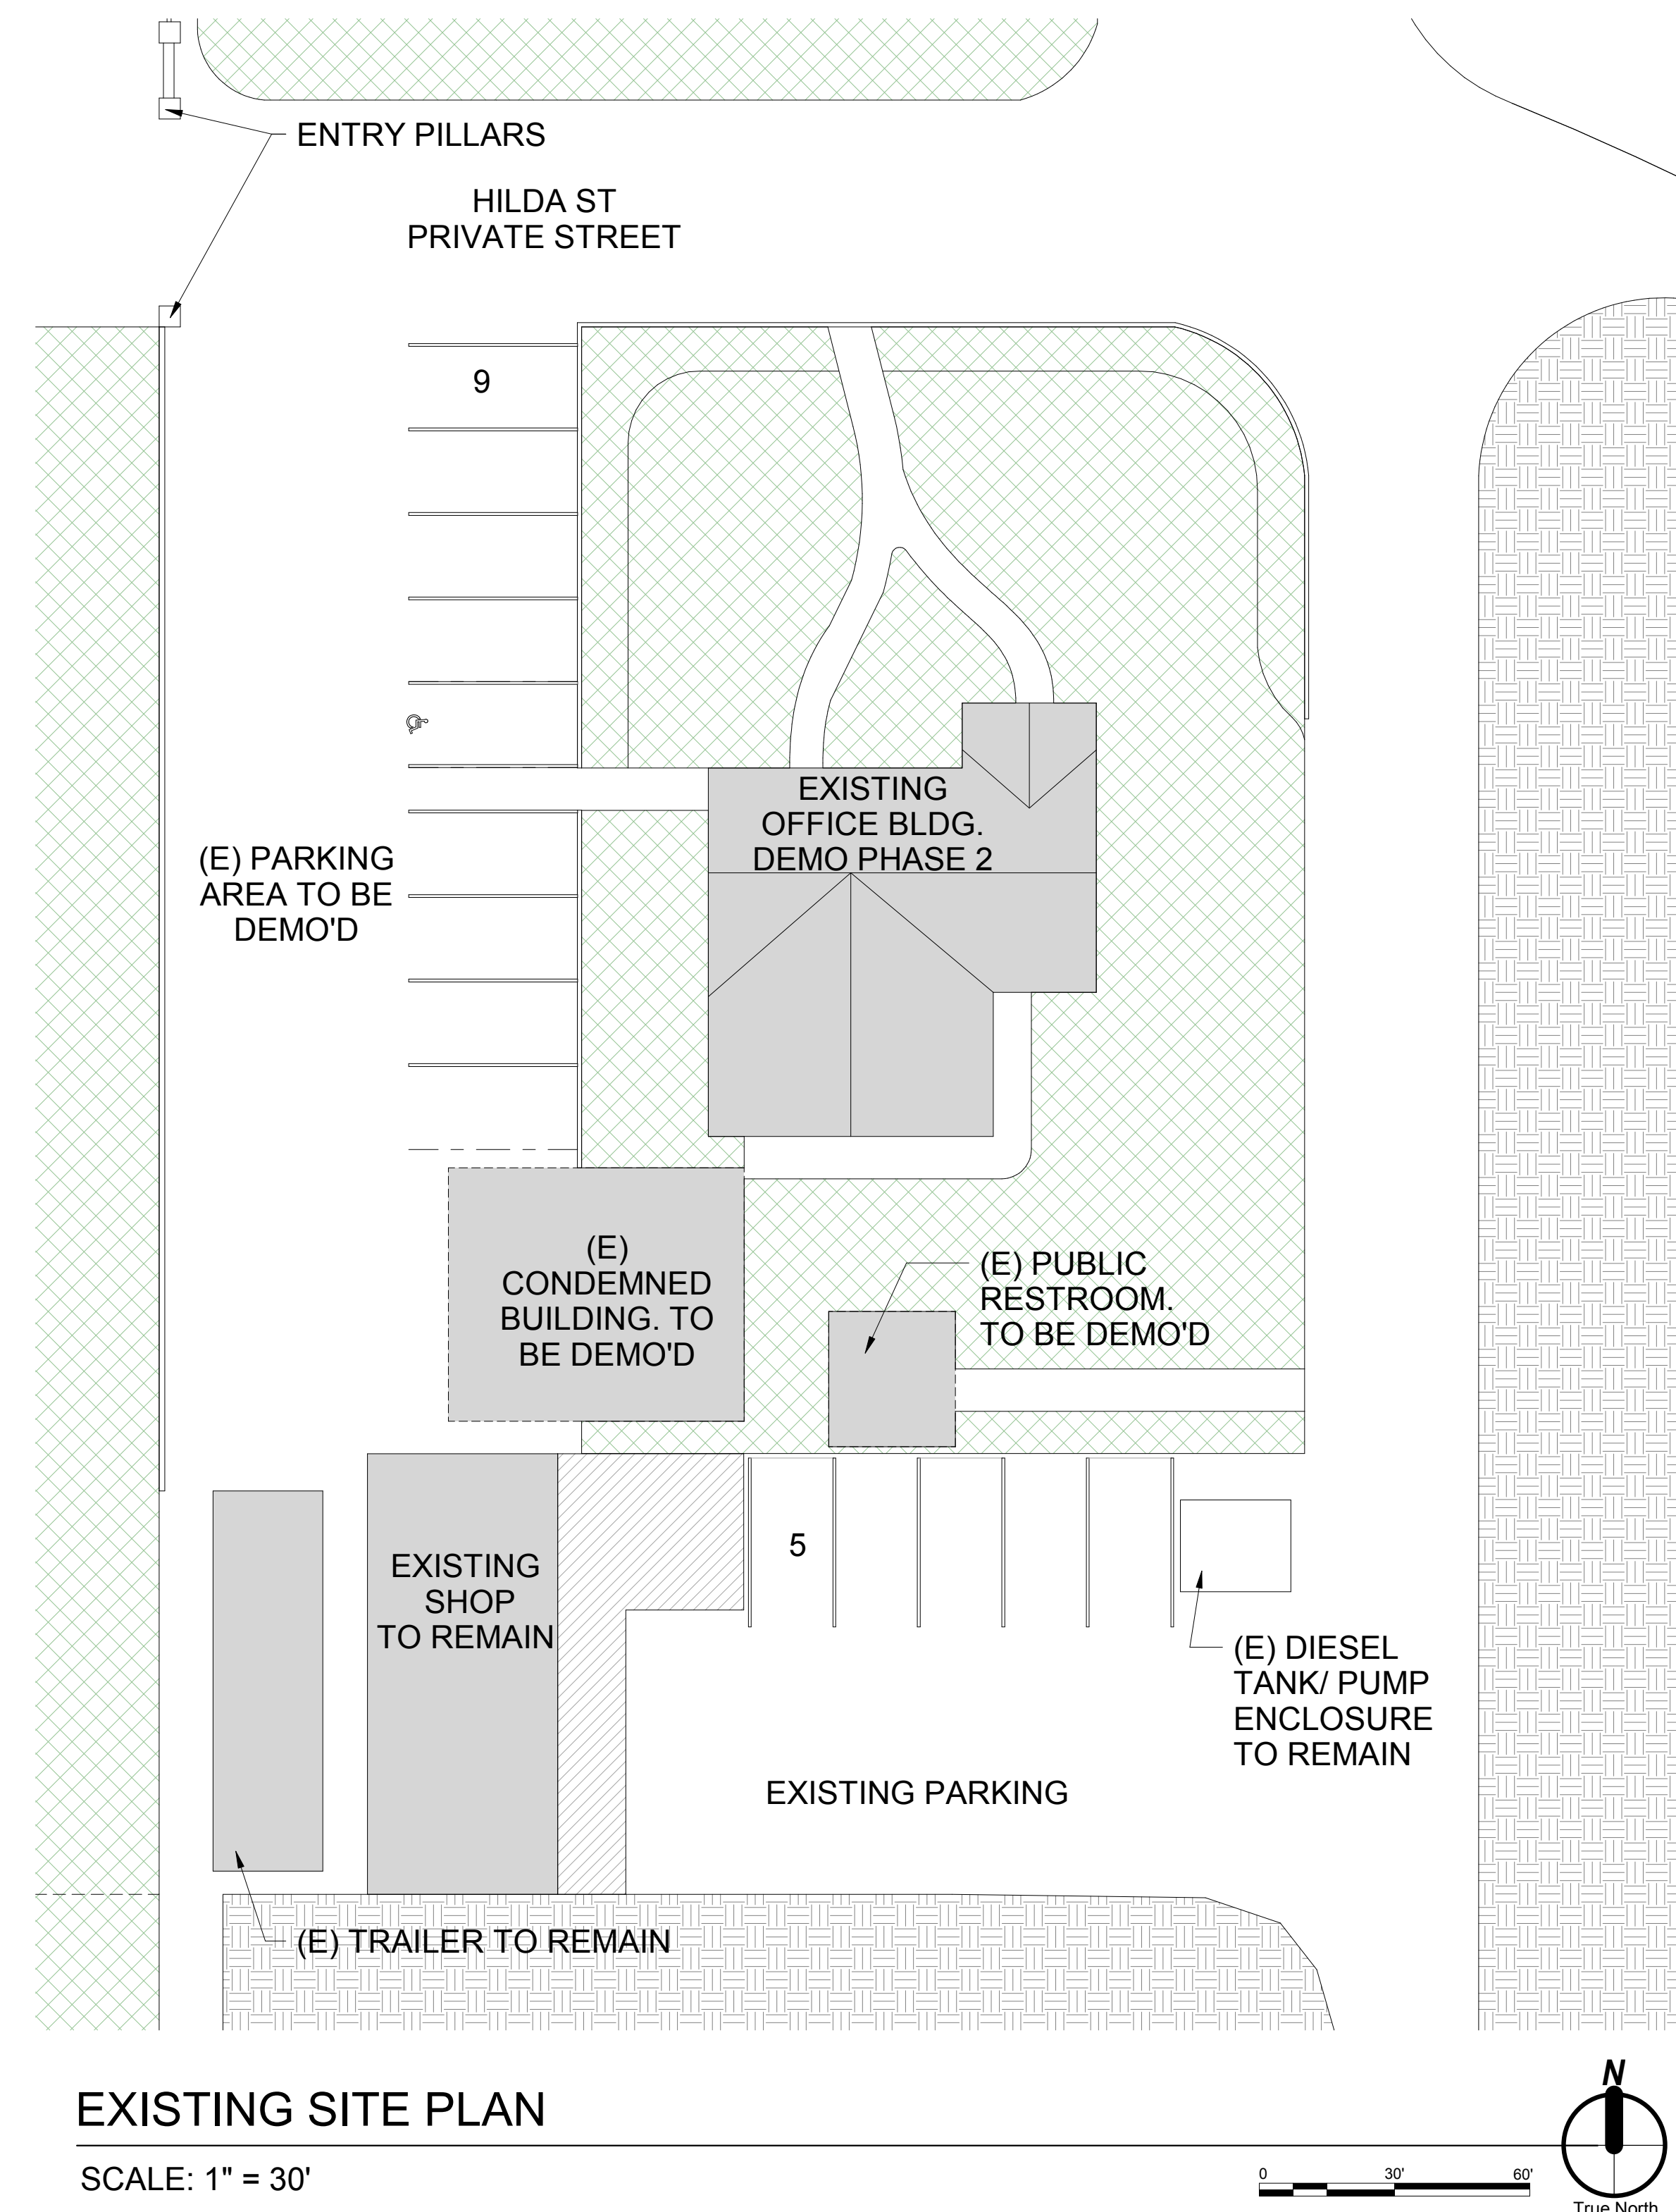 ENTRY PILLARS
HILDA ST
PRIVATE STREET
9
EXISTING
OFFICE BLDG.
DEMO PHASE 2
(E) PARKING
AREA TO BE
DEMO'D
(E)
CONDEMNED
BUILDING. TO
BE DEMO'D
(E) PUBLIC
RESTROOM.
TO BE DEMO'D
5
EXISTING
SHOP
TO REMAIN
(E) DIESEL
TANK/ PUMP
ENCLOSURE
TO REMAIN
EXISTING PARKING
(E) TRAILER TO REMAIN
EXISTING SITE PLAN
SCALE: 1" = 30'
0 30' 60'
N
True North